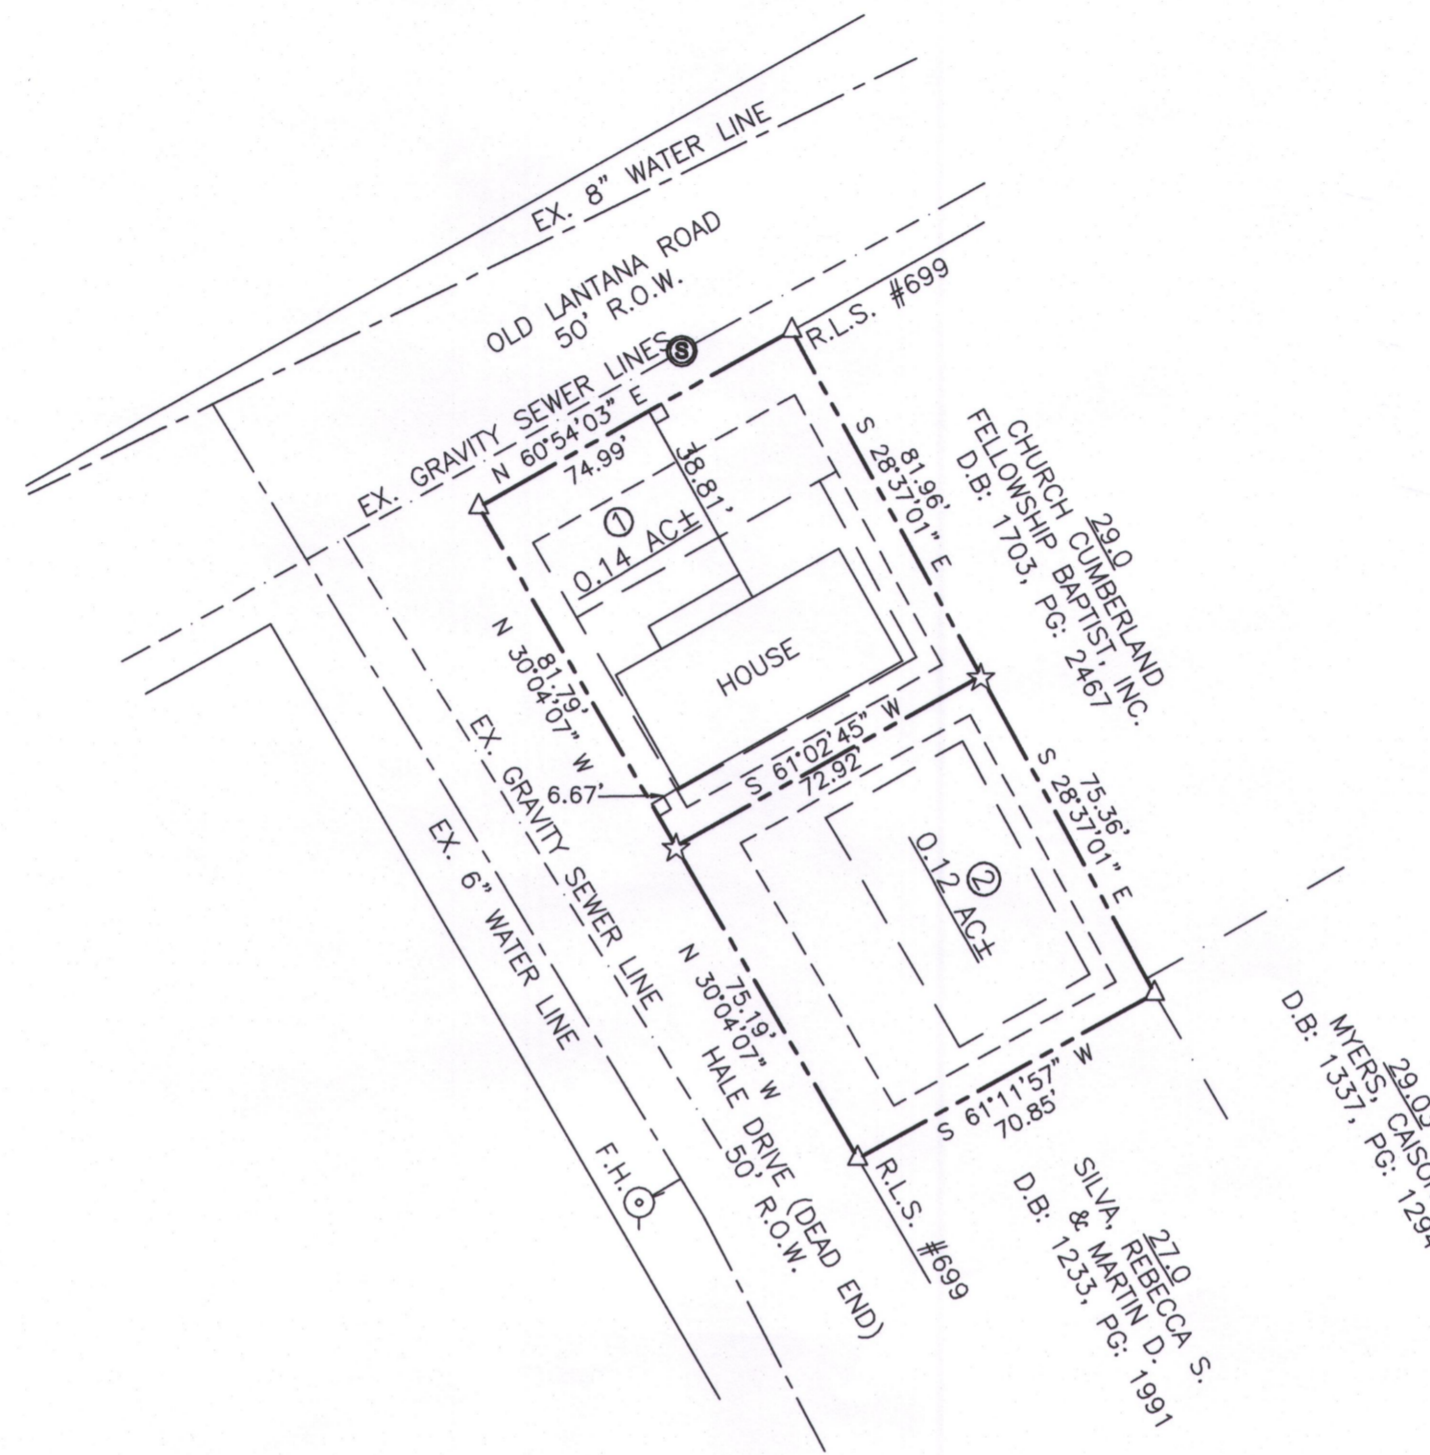 EX. 8" WATER LINE
OLD LANTANA ROAD
50' R.O.W.
EX. GRAVITY SEWER LINES
S
R.L.S. #699
N 60°54'03" E
74.99'
38.81'
1
0.14 AC±
81.96'
S 28°37'01" E
29.0
CHURCH CUMBERLAND
FELLOWSHIP BAPTIST, INC.
D.B: 1703, PG: 2467
81.79'
N 30°04'07" W
HOUSE
6.67'
S 61°02'45" W
72.92
EX. GRAVITY SEWER LINE
EX. 6" WATER LINE
2
0.12 AC±
75.36'
S 28°37'01" E
75.19'
N 30°04'07" W
HALE DRIVE (DEAD END)
50' R.O.W.
S 61°11'57" W
70.85'
F.H.
R.L.S. #699
27.0
SILVA, REBECCA S.
& MARTIN D.
D.B: 1233, PG: 1991
MYERS,
D.B: 1337, PG: 1294